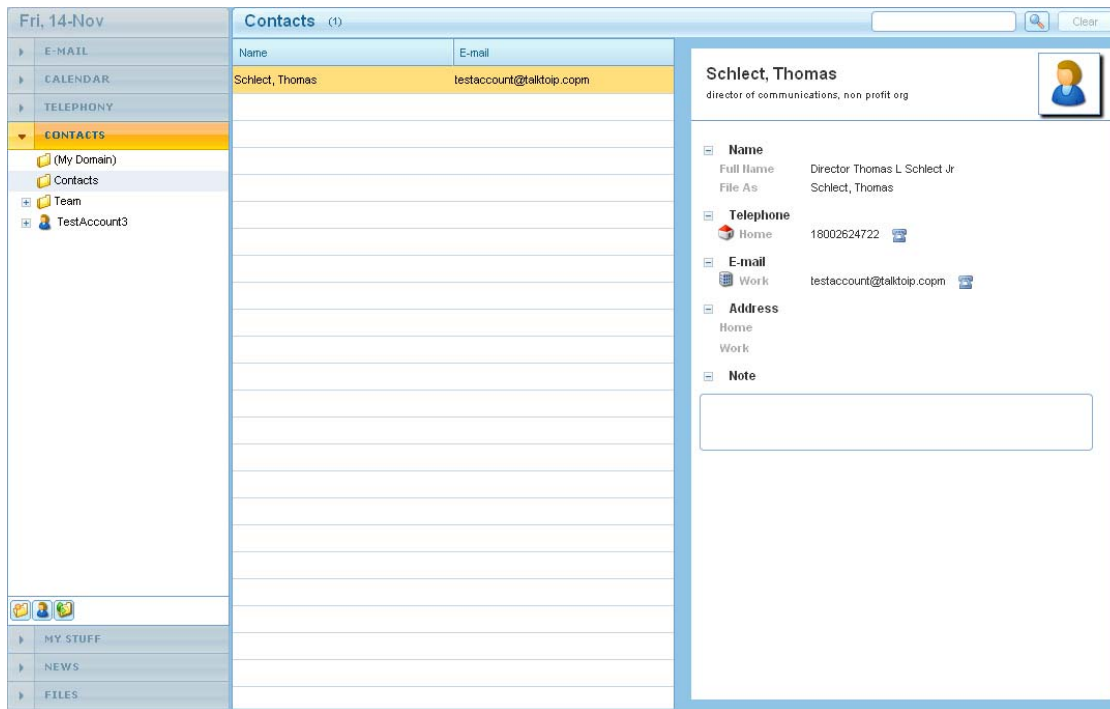 Fri, 14-Nov
E-MAIL
CALENDAR
TELEPHONY
CONTACTS
(My Domain)
Contacts
Team
TestAccount3
MY STUFF
NEWS
FILES
Contacts (1)
Clear
Name E-mail
Schlect, Thomas testaccount@talktoip.copm
Schlect, Thomas
director of communications, non profit org
Name
Full Name Director Thomas L Schlect Jr
File As Schlect, Thomas
Telephone
Home 18002624722
E-mail
Work testaccount@talktoip.copm
Address
Home
Work
Note